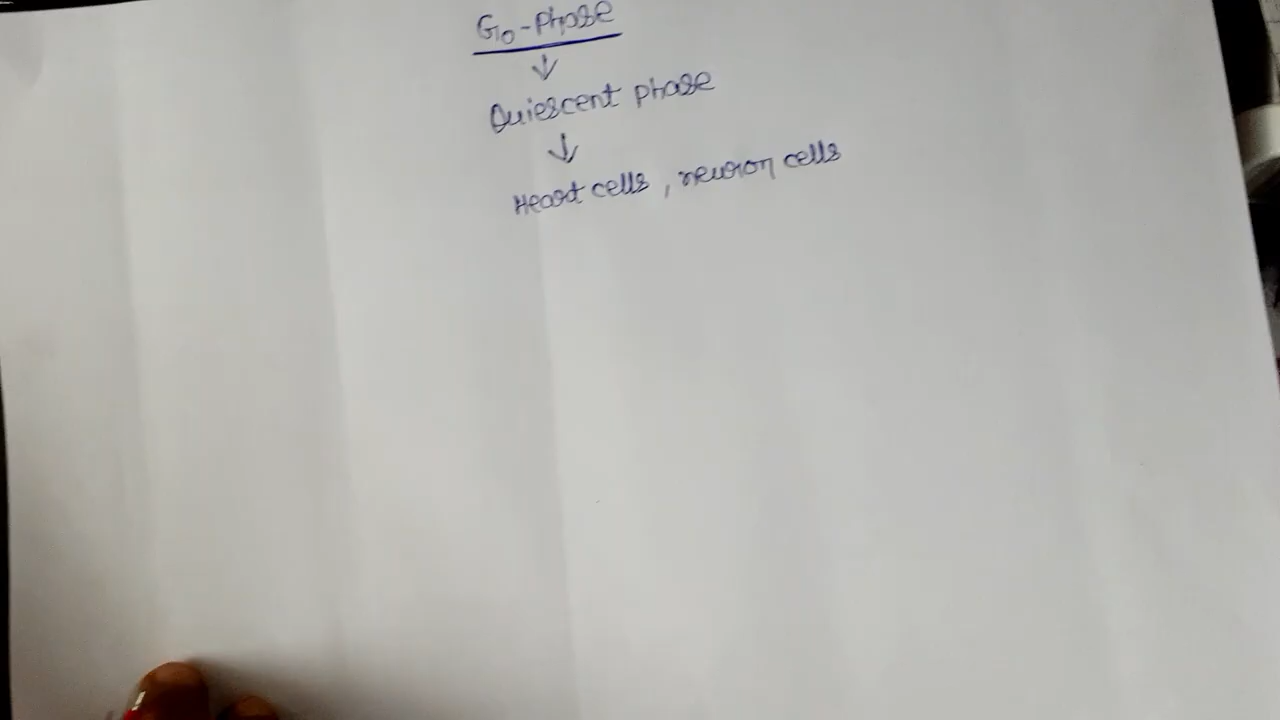 G0-Phase
↓
Quiescent phase
↓
Heart cells, neuron cells